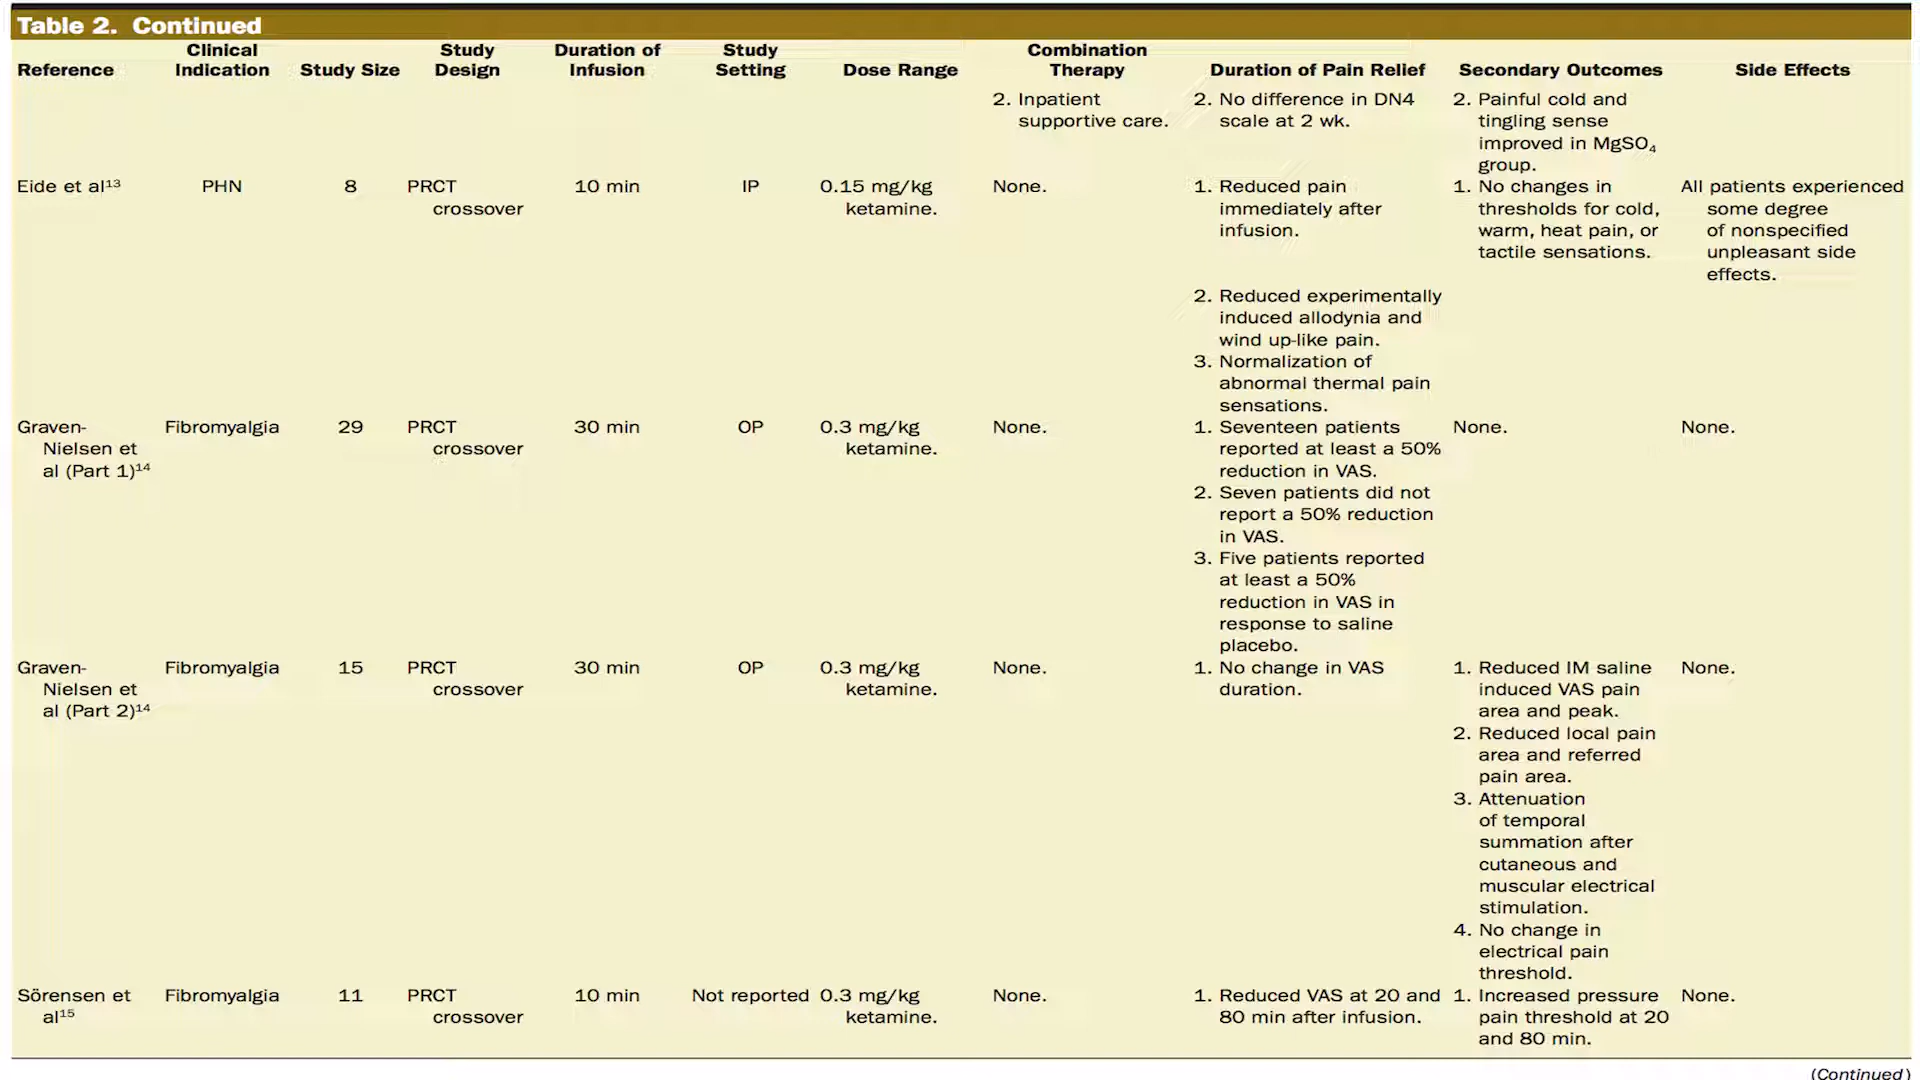 Table 2. Continued
Reference
Clinical
Indication
Study Size
Study
Design
Duration of
Infusion
Study
Setting
Dose Range
Combination
Therapy
Duration of Pain Relief
Secondary Outcomes
Side Effects
2. Inpatient
supportive care.
2. No difference in DN4
scale at 2 wk.
2. Painful cold and
tingling sense
improved in MgSO₄
group.
Eide et al¹³
PHN
8
PRCT
crossover
10 min
IP
0.15 mg/kg
ketamine.
None.
1. Reduced pain
immediately after
infusion.
2. Reduced experimentally
induced allodynia and
wind up-like pain.
3. Normalization of
abnormal thermal pain
sensations.
1. No changes in
thresholds for cold,
warm, heat pain, or
tactile sensations.
All patients experienced
some degree
of nonspecified
unpleasant side
effects.
Graven-
Nielsen et
al (Part 1)¹⁴
Fibromyalgia
29
PRCT
crossover
30 min
OP
0.3 mg/kg
ketamine.
None.
1. Seventeen patients
reported at least a 50%
reduction in VAS.
2. Seven patients did not
report a 50% reduction
in VAS.
3. Five patients reported
at least a 50%
reduction in VAS in
response to saline
placebo.
None.
None.
Graven-
Nielsen et
al (Part 2)¹⁴
Fibromyalgia
15
PRCT
crossover
30 min
OP
0.3 mg/kg
ketamine.
None.
1. No change in VAS
duration.
1. Reduced IM saline
induced VAS pain
area and peak.
2. Reduced local pain
area and referred
pain area.
3. Attenuation
of temporal
summation after
cutaneous and
muscular electrical
stimulation.
4. No change in
electrical pain
threshold.
None.
Sörensen et
al¹⁵
Fibromyalgia
11
PRCT
crossover
10 min
Not reported
0.3 mg/kg
ketamine.
None.
1. Reduced VAS at 20 and
80 min after infusion.
1. Increased pressure
pain threshold at 20
and 80 min.
None.
(Continued)